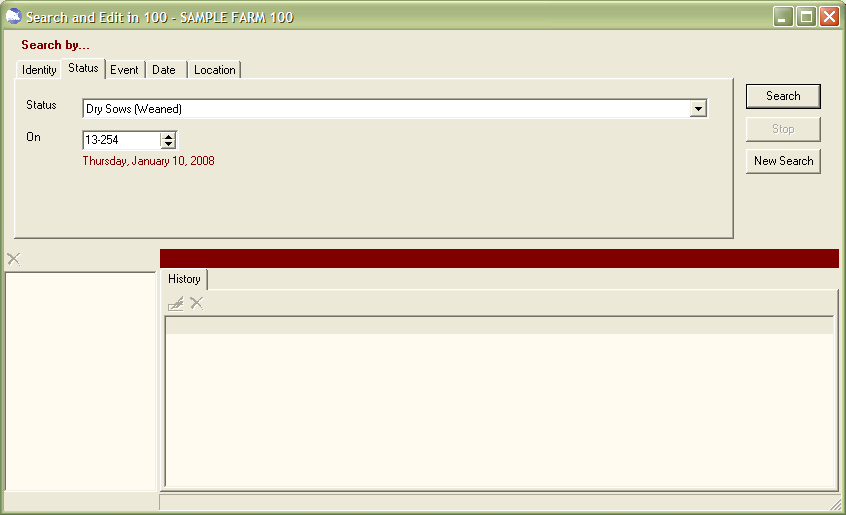 Search and Edit in 100 - SAMPLE FARM 100
Search by...
Identity Status Event Date Location
Status Dry Sows (Weaned)
On 13-254
Thursday, January 10, 2008
Search
Stop
New Search
History